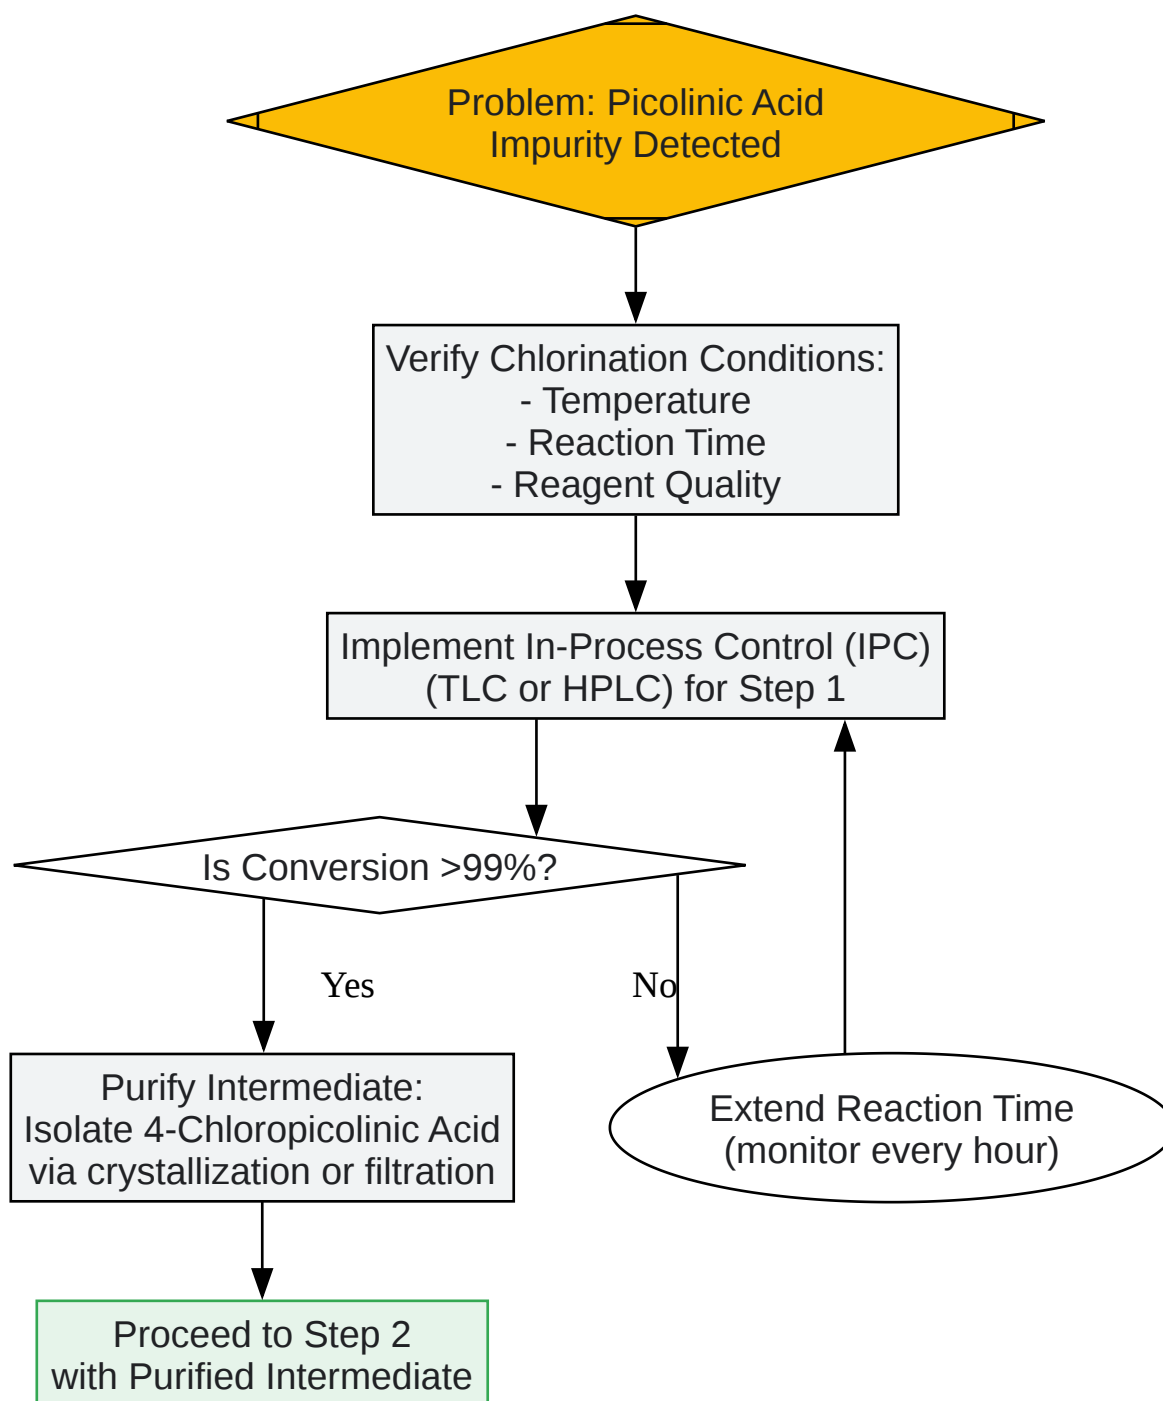 Problem: Picolinic Acid
Impurity Detected
Verify Chlorination Conditions:
- Temperature
- Reaction Time
- Reagent Quality
Implement In-Process Control (IPC)
(TLC or HPLC) for Step 1
Is Conversion >99%?
Yes
No
Purify Intermediate:
Isolate 4-Chloropicolinic Acid
via crystallization or filtration
Extend Reaction Time
(monitor every hour)
Proceed to Step 2
with Purified Intermediate